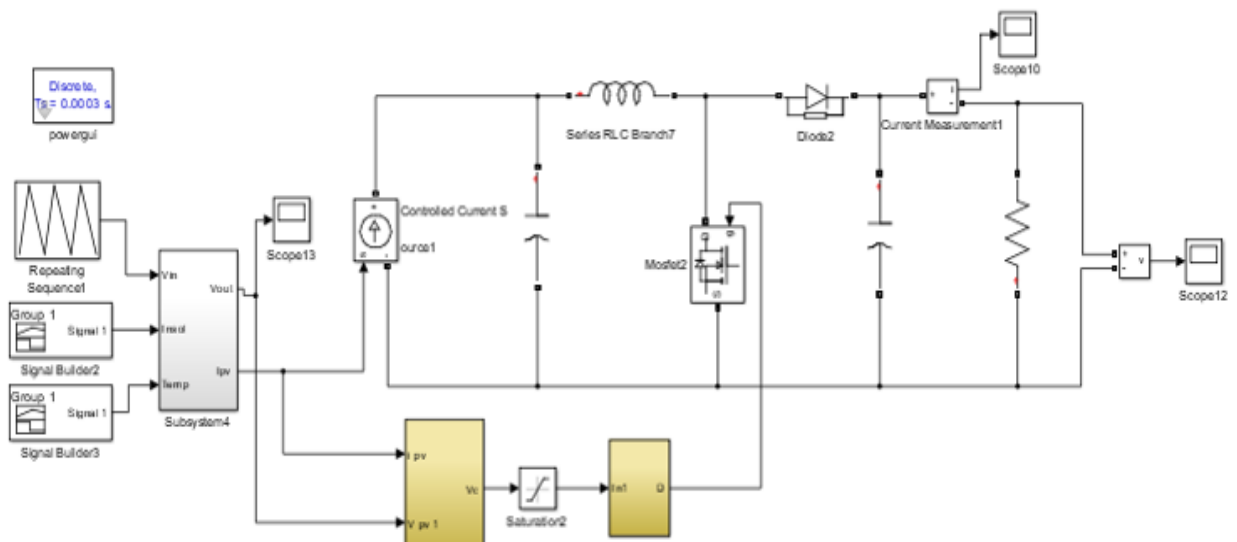 Discrete,
Ts = 0.0003 s.
powergui
Scope10
Series RLC Branch7
Diode2
Current Measurement1
i
+
-
Repeating
Sequence1
Scope13
Controlled Current S
ource1
Vin
Insol
Temp
Vout
Ipv
Subsystem4
Group 1
Signal 1
Signal Builder2
Group 1
Signal 1
Signal Builder3
Mosfet2
g
D
S
+
-
v
Scope12
i pv
V pv 1
Vc
Saturation2
In1
D